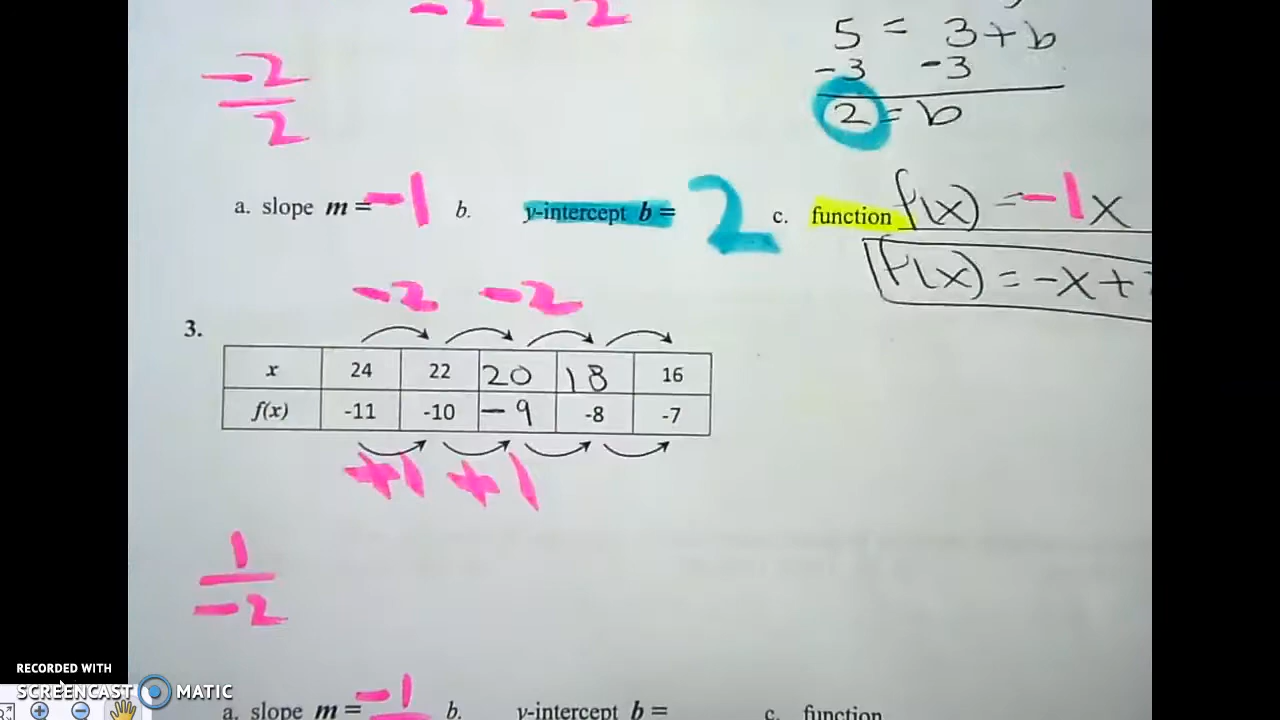 -2 -2
5 = 3+b
-3 -3
2 = b
-2
2
a. slope m = -1 b. y-intercept b = 2 c. function f(x) = -1x
f(x) = -x+
-2 -2
3.
x 24 22 20 18 16
f(x) -11 -10 -9 -8 -7
+1 +1
1
-2
a. slope m = -1 b. y-intercept b = c. function
RECORDED WITH
SCREENCAST MATIC